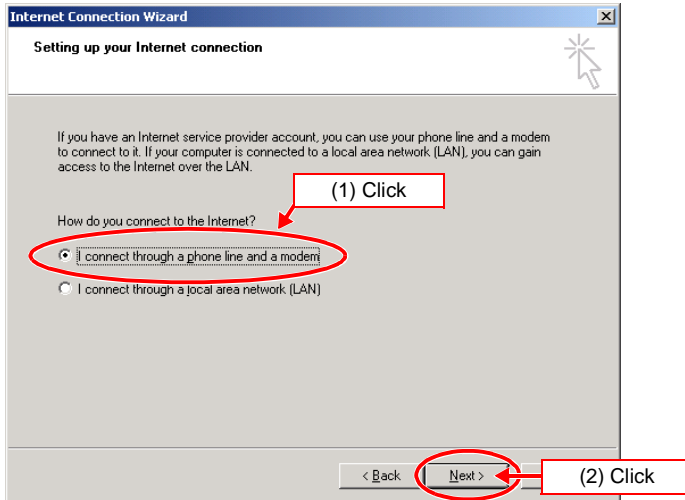 Internet Connection Wizard
Setting up your Internet connection
If you have an Internet service provider account, you can use your phone line and a modem
to connect to it. If your computer is connected to a local area network (LAN), you can gain
access to the Internet over the LAN.
(1) Click
How do you connect to the Internet?
I connect through a phone line and a modem
I connect through a local area network (LAN)
< Back
Next >
(2) Click